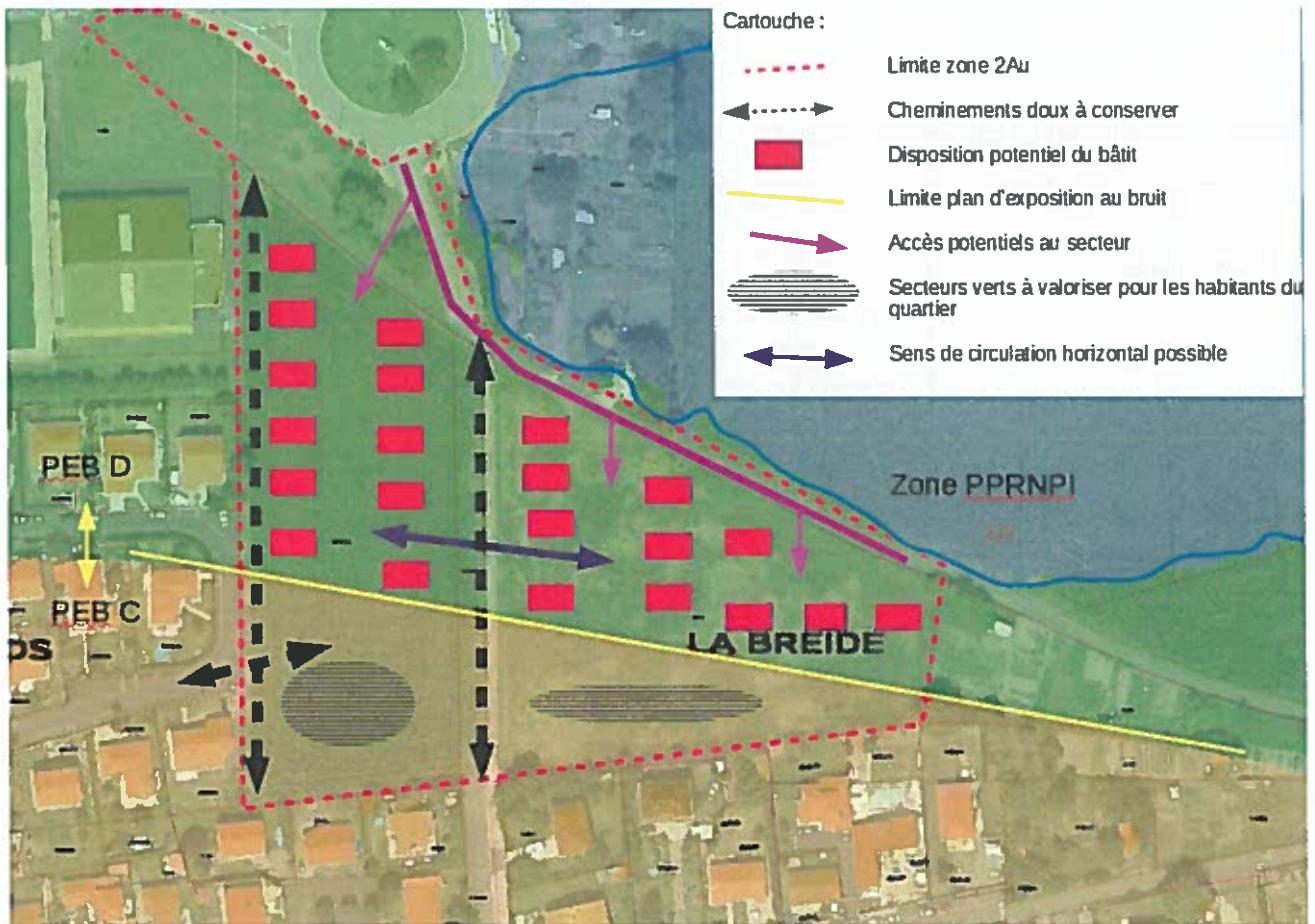 Cartouche :
Limite zone 2Au
Cheminements doux à conserver
Disposition potentiel du bâtit
Limite plan d'exposition au bruit
Accès potentiels au secteur
Secteurs verts à valoriser pour les habitants du
quartier
Sens de circulation horizontal possible
PEB D
Zone PPRNPI
PEB C
OS
LA BREIDE